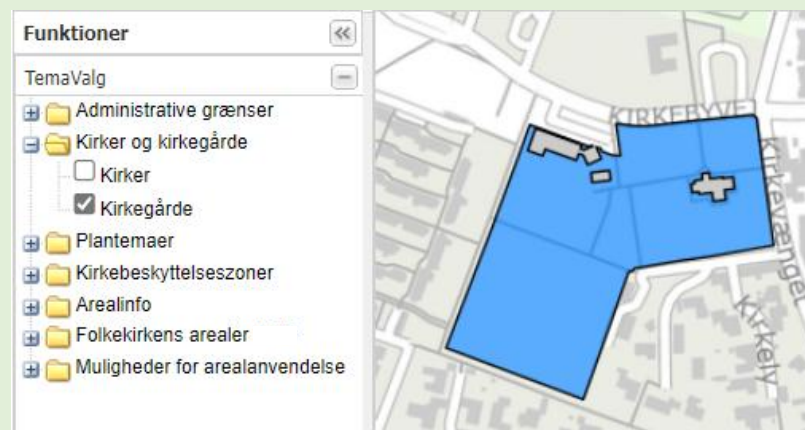 Funktioner
TemaValg
Administrative grænser
Kirker og kirkegårde
Kirker
Kirkegårde
Plantemaer
Kirkebeskyttelseszoner
Arealinfo
Folkekirkens arealer
Muligheder for arealanvendelse
KIRKEBYVE
Kirkevænget
Kirkely